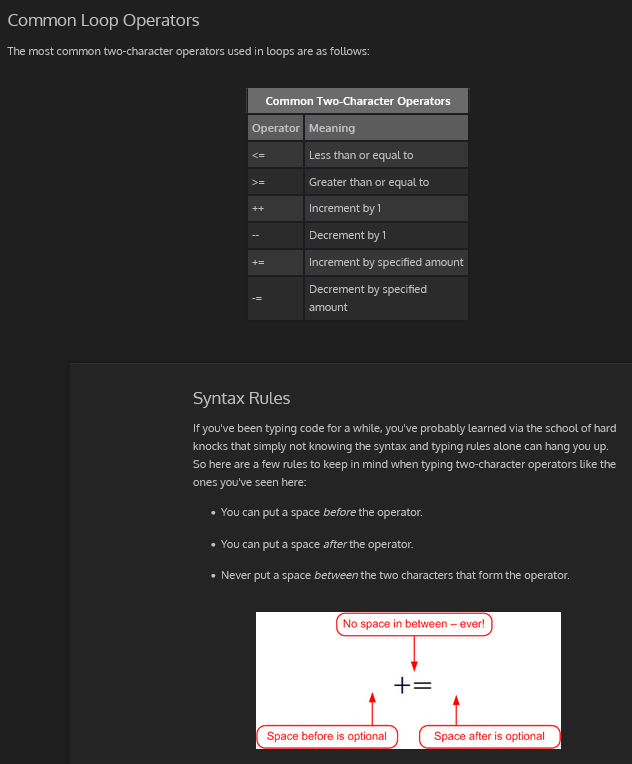 Common Loop Operators
The most common two-character operators used in loops are as follows:
Common Two-Character Operators
Operator Meaning
<= Less than or equal to
>= Greater than or equal to
++ Increment by 1
-- Decrement by 1
+= Increment by specified amount
-= Decrement by specified
amount
Syntax Rules
If you've been typing code for a while, you've probably learned via the school of hard
knocks that simply not knowing the syntax and typing rules alone can hang you up.
So here are a few rules to keep in mind when typing two-character operators like the
ones you've seen here:
• You can put a space before the operator.
• You can put a space after the operator.
• Never put a space between the two characters that form the operator.
No space in between – ever!
+=
Space before is optional
Space after is optional